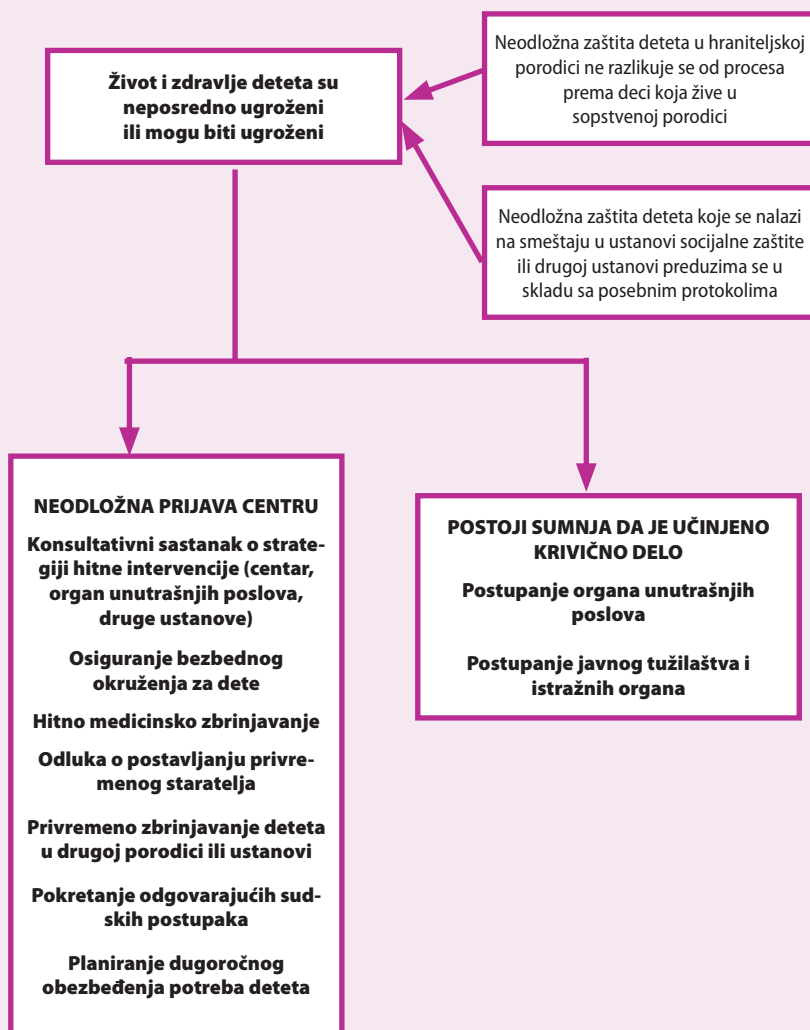 Život i zdravlje deteta su
neposredno ugroženi
ili mogu biti ugroženi
Neodložna zaštita deteta u hraniteljskoj
porodici ne razlikuje se od procesa
prema deci koja žive u
sopstvenoj porodici
Neodložna zaštita deteta koje se nalazi
na smeštaju u ustanovi socijalne zaštite
ili drugoj ustanovi preduzima se u
skladu sa posebnim protokolima
NEODLOŽNA PRIJAVA CENTRU
Konsultativni sastanak o strate-
giji hitne intervencije (centar,
organ unutrašnjih poslova,
druge ustanove)
Osiguranje bezbednog
okruženja za dete
Hitno medicinsko zbrinjavanje
Odluka o postavljanju privre-
menog staratelja
Privremeno zbrinjavanje deteta
u drugoj porodici ili ustanovi
Pokretanje odgovarajućih sud-
skih postupaka
Planiranje dugoročnog
obezbeđenja potreba deteta
POSTOJI SUMNJA DA JE UČINJENO
KRIVIČNO DELO
Postupanje organa unutrašnjih
poslova
Postupanje javnog tužilaštva i
istražnih organa